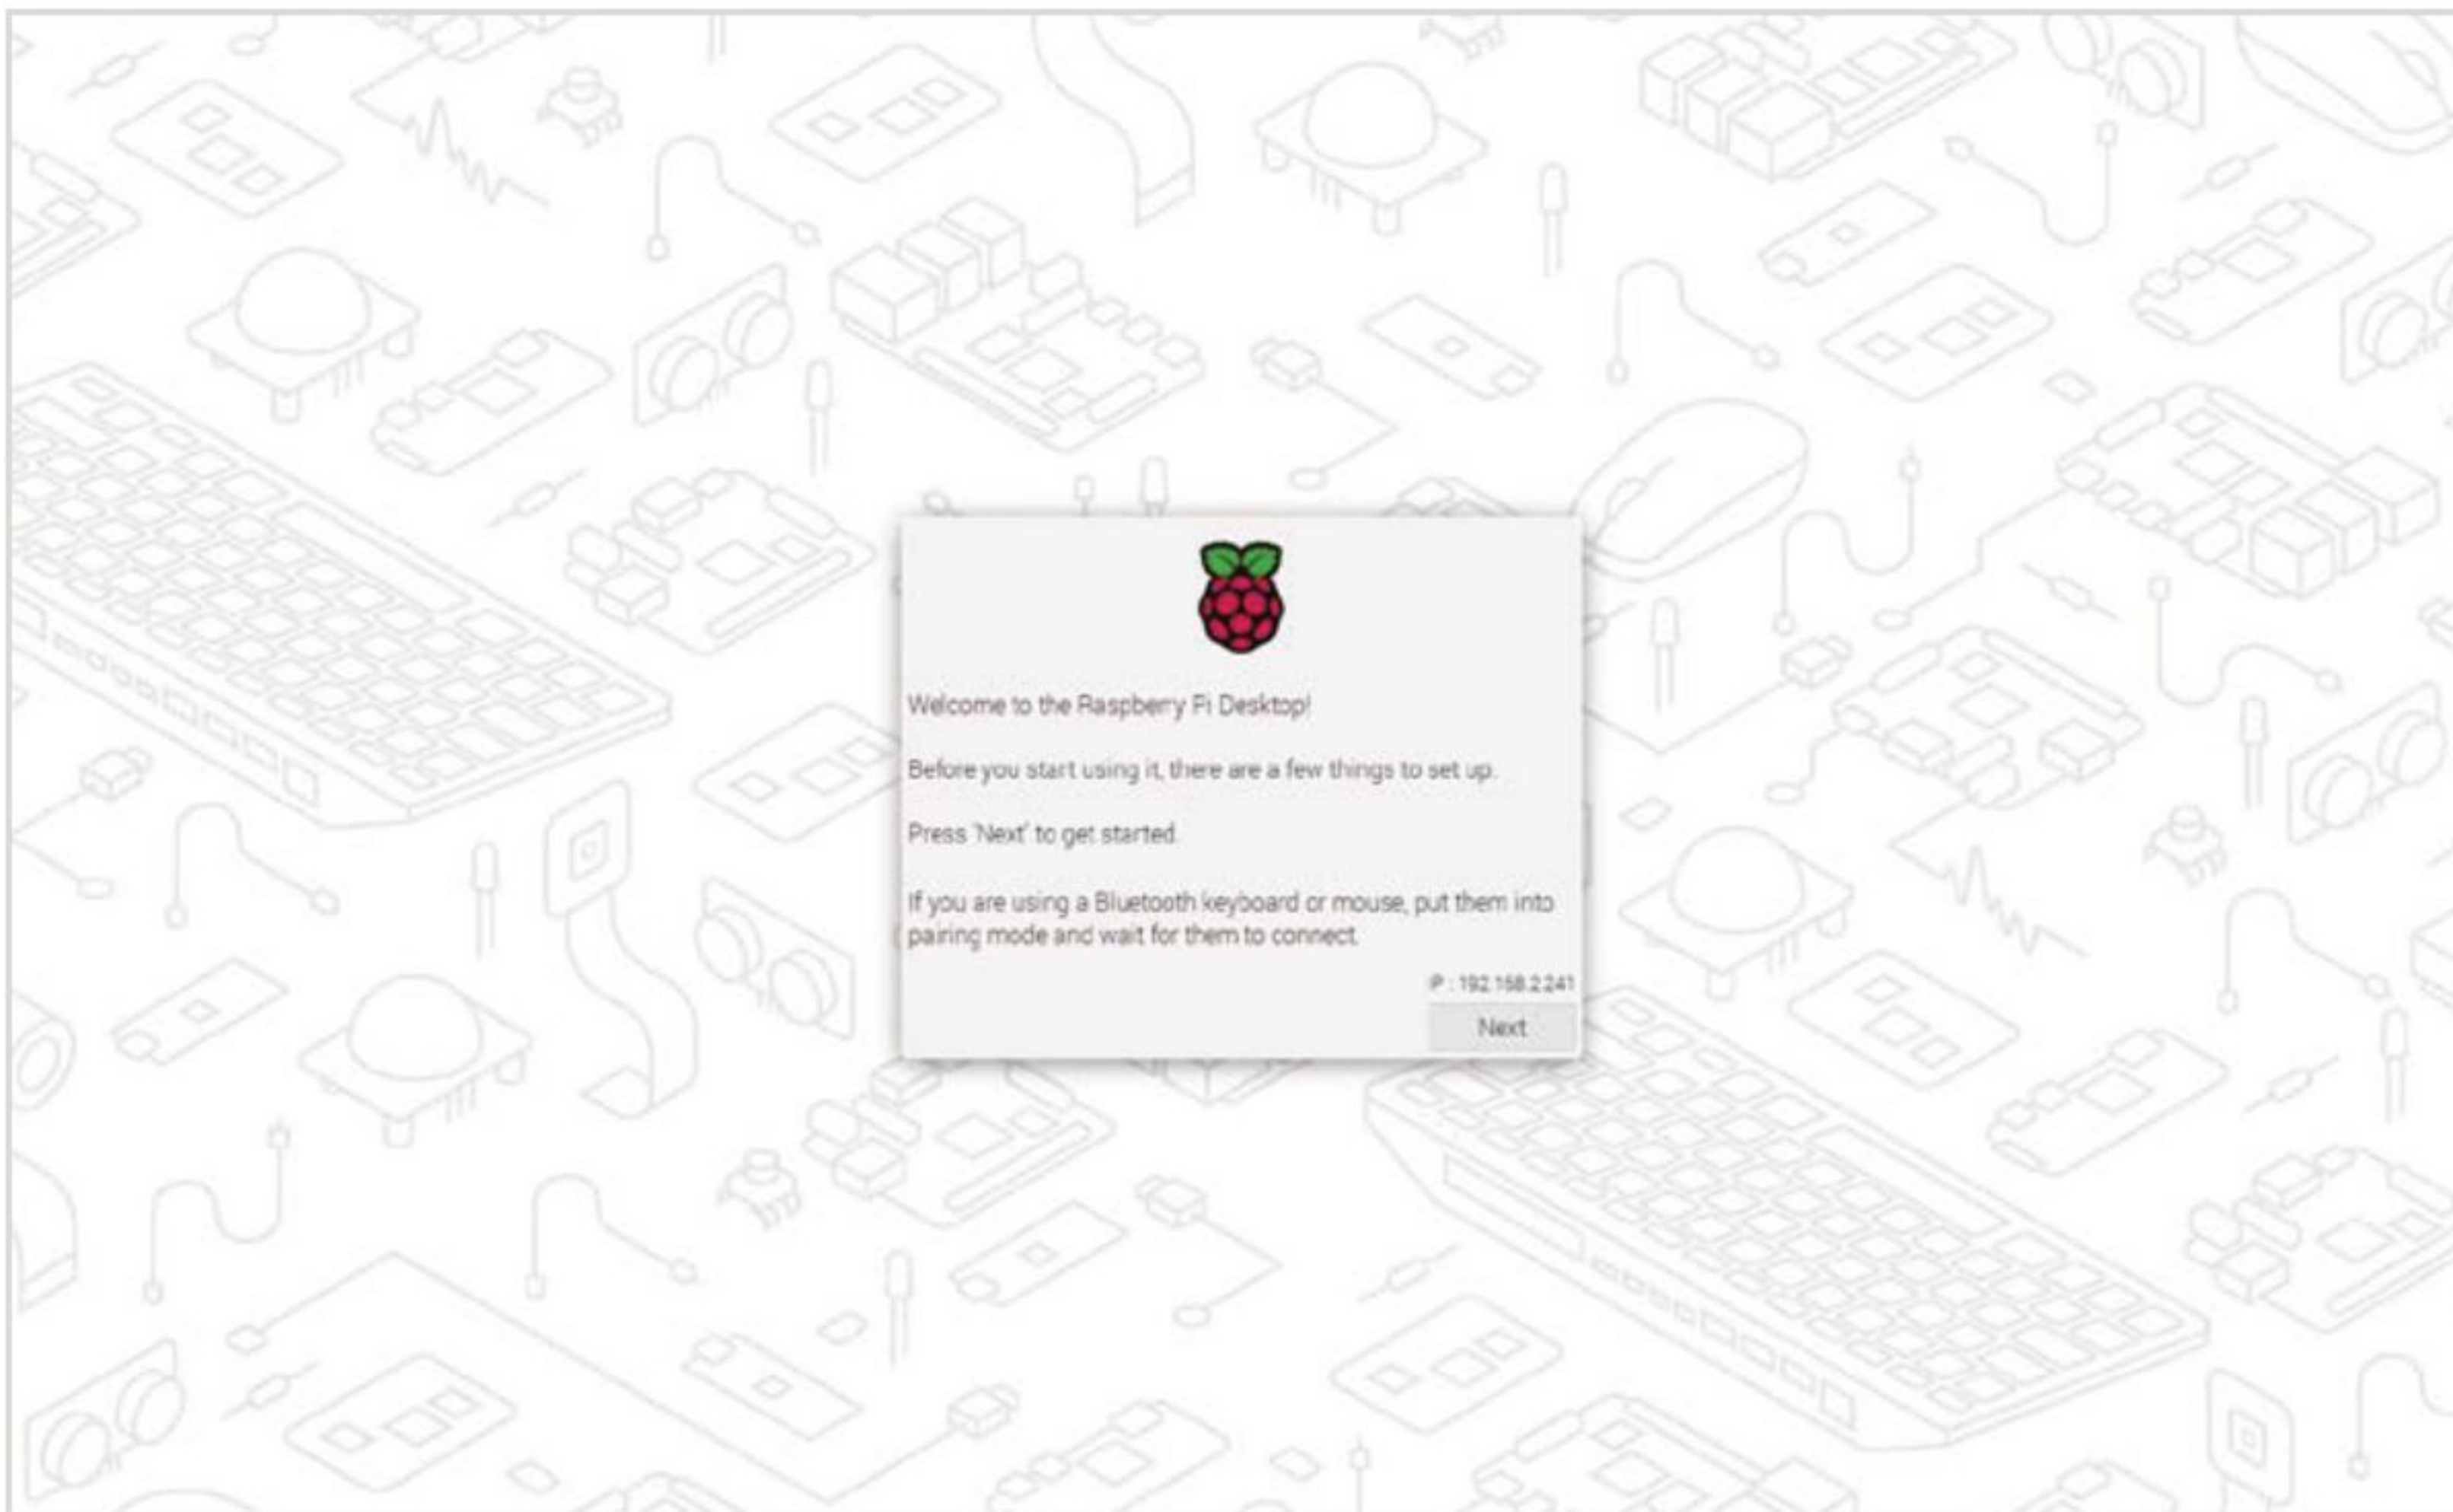 Welcome to the Raspberry Pi Desktop!
Before you start using it, there are a few things to set up.
Press 'Next' to get started.
If you are using a Bluetooth keyboard or mouse, put them into
pairing mode and wait for them to connect.
IP : 192.168.2.241
Next